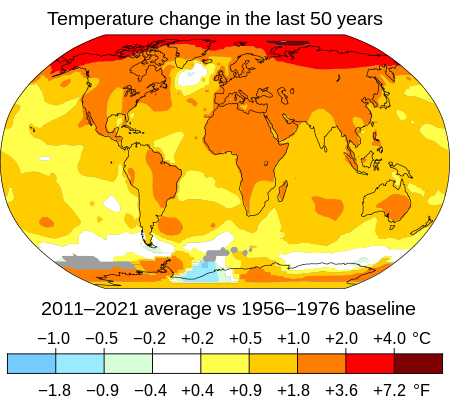 Temperature change in the last 50 years
2011–2021 average vs 1956–1976 baseline
−1.0 −0.5 −0.2 +0.2 +0.5 +1.0 +2.0 +4.0 °C
−1.8 −0.9 −0.4 +0.4 +0.9 +1.8 +3.6 +7.2 °F